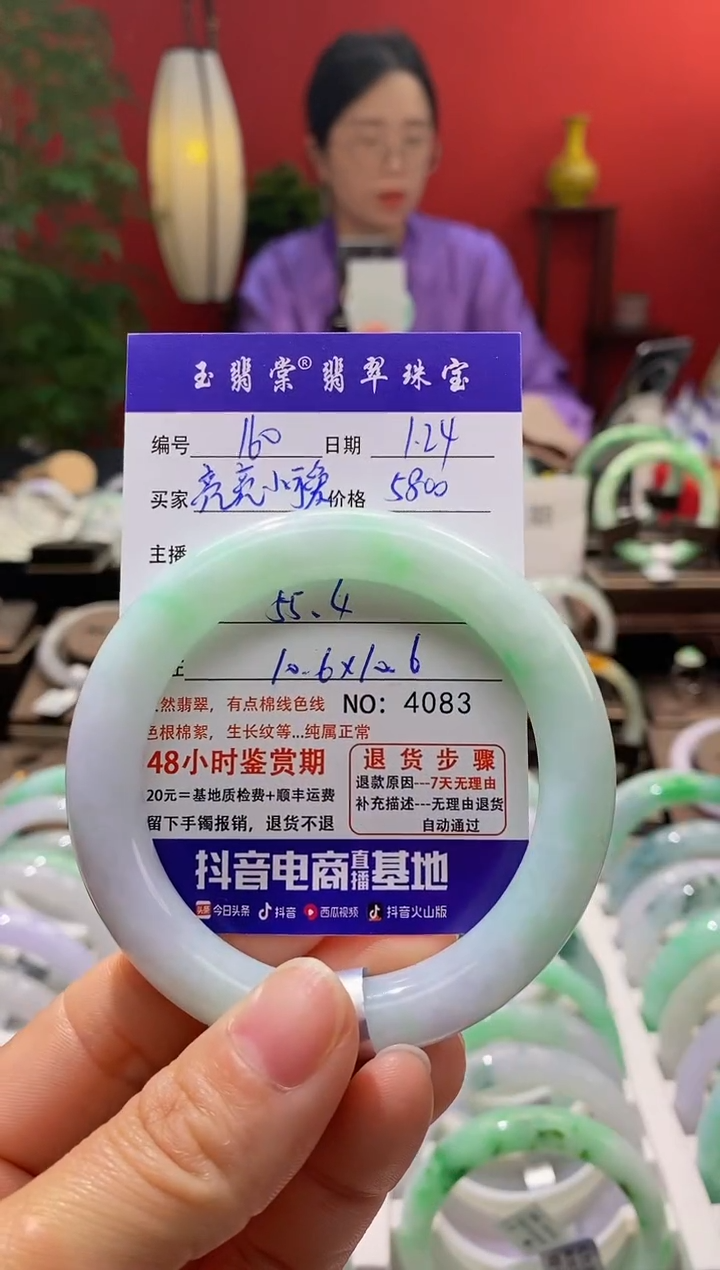 玉翡棠®翡翠珠宝
编号 160 日期 1.24
买家 亮亮小 价格 5800
主播
55.4
10.6x10.6
然翡翠，有点棉线色线 NO: 4083
色根棉絮，生长纹等...纯属正常
48小时鉴赏期
20元=基地质检费+顺丰运费
留下手镯报销，退货不退
退货步骤
退款原因---7天无理由
补充描述---无理由退货
自动通过
抖音电商直播基地
头条 今日头条 抖音 西瓜视频 抖音火山版